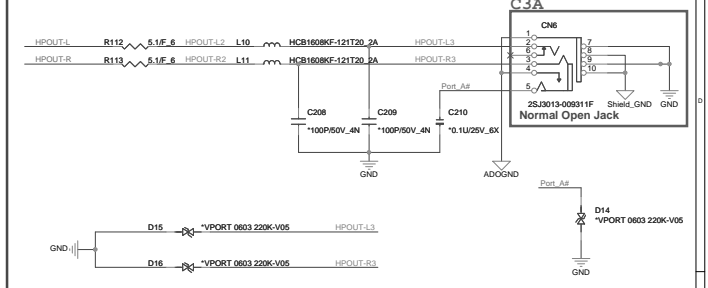 C3A
CN6
HPOUT-L R112 5.1/F_6 HPOUT-L2 L10 HCB1608KF-121T20_2A HPOUT-L3
HPOUT-R R113 5.1/F_6 HPOUT-R2 L11 HCB1608KF-121T20_2A HPOUT-R3
1
2
6
3
4
5
7
8
9
10
Port_A#
2SJ3013-009311F
Normal Open Jack
Shield_GND
GND
D
C208
*100P/50V_4N
C209
*100P/50V_4N
C210
*0.1U/25V_6X
GND
ADOGND
Port_A#
D14
*VPORT 0603 220K-V05
GND
D15 *VPORT 0603 220K-V05 HPOUT-L3
GND
D16 *VPORT 0603 220K-V05 HPOUT-R3